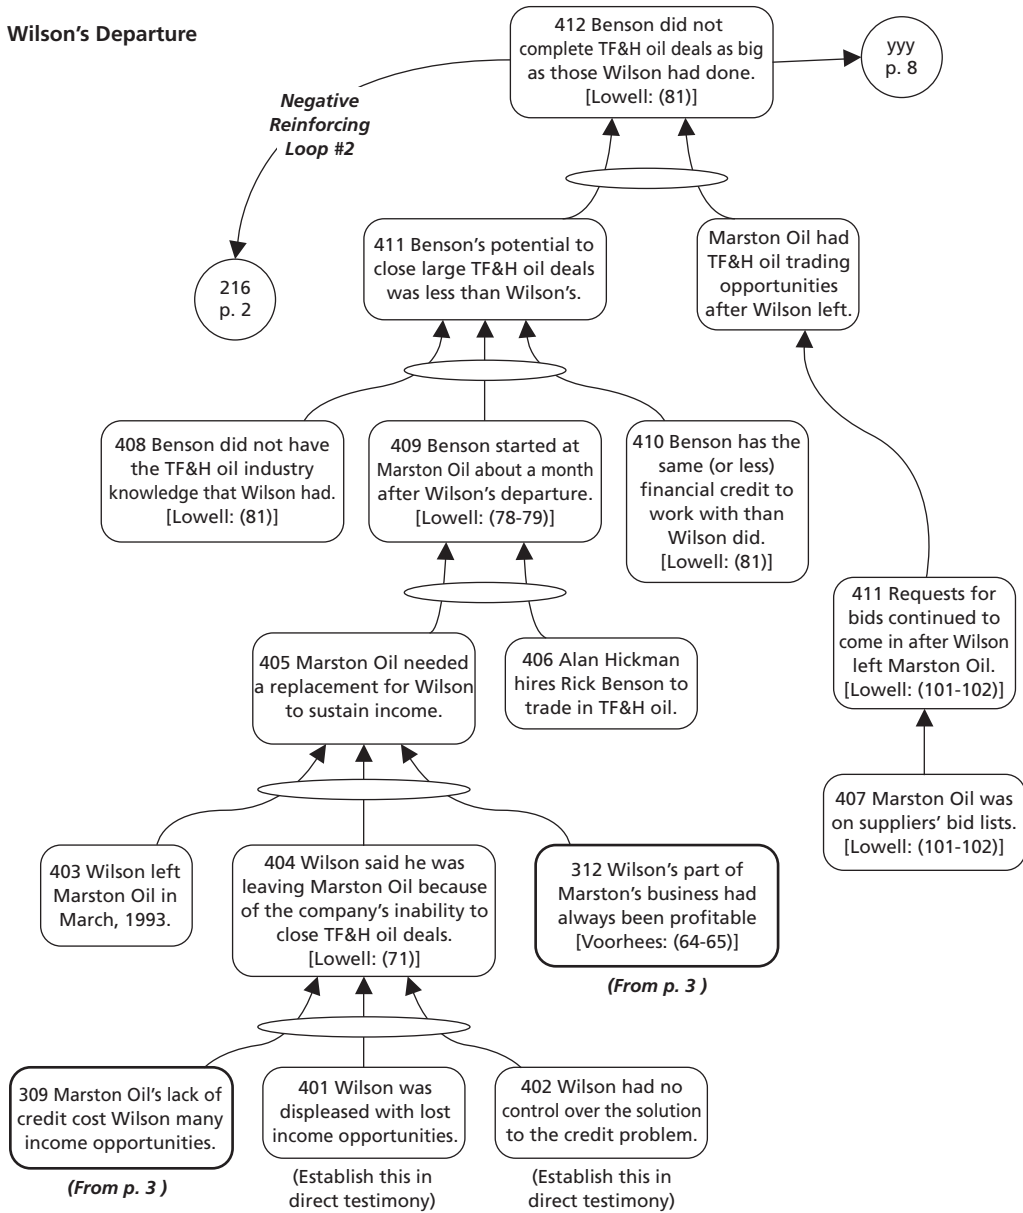 Wilson’s Departure
412 Benson did not
complete TF&H oil deals as big
as those Wilson had done.
[Lowell: (81)]
yyy
p. 8
Negative
Reinforcing
Loop #2
216
p. 2
411 Benson’s potential to
close large TF&H oil deals
was less than Wilson’s.
Marston Oil had
TF&H oil trading
opportunities
after Wilson left.
408 Benson did not have
the TF&H oil industry
knowledge that Wilson had.
[Lowell: (81)]
409 Benson started at
Marston Oil about a month
after Wilson’s departure.
[Lowell: (78-79)]
410 Benson has the
same (or less)
financial credit to
work with than
Wilson did.
[Lowell: (81)]
411 Requests for
bids continued to
come in after Wilson
left Marston Oil.
[Lowell: (101-102)]
405 Marston Oil needed
a replacement for Wilson
to sustain income.
406 Alan Hickman
hires Rick Benson to
trade in TF&H oil.
407 Marston Oil was
on suppliers’ bid lists.
[Lowell: (101-102)]
403 Wilson left
Marston Oil in
March, 1993.
404 Wilson said he was
leaving Marston Oil because
of the company’s inability to
close TF&H oil deals.
[Lowell: (71)]
312 Wilson’s part of
Marston’s business had
always been profitable
[Voorhees: (64-65)]
(From p. 3 )
309 Marston Oil’s lack of
credit cost Wilson many
income opportunities.
(From p. 3 )
401 Wilson was
displeased with lost
income opportunities.
(Establish this in
direct testimony)
402 Wilson had no
control over the solution
to the credit problem.
(Establish this in
direct testimony)